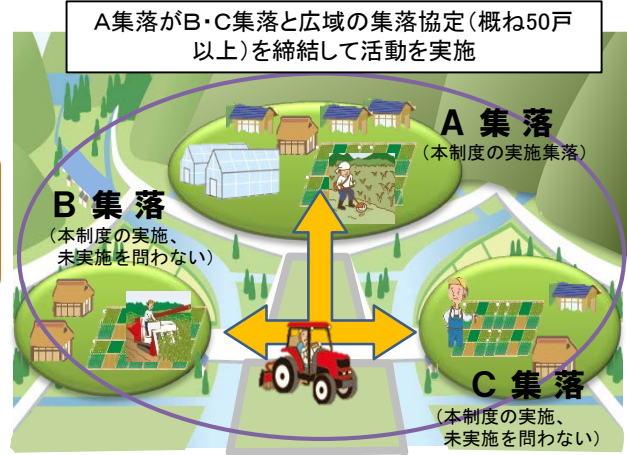 A集落がB・C集落と広域の集落協定(概ね50戸
以上)を締結して活動を実施
A 集 落
(本制度の実施集落)
B 集 落
(本制度の実施、
未実施を問わない)
C 集 落
(本制度の実施、
未実施を問わない)